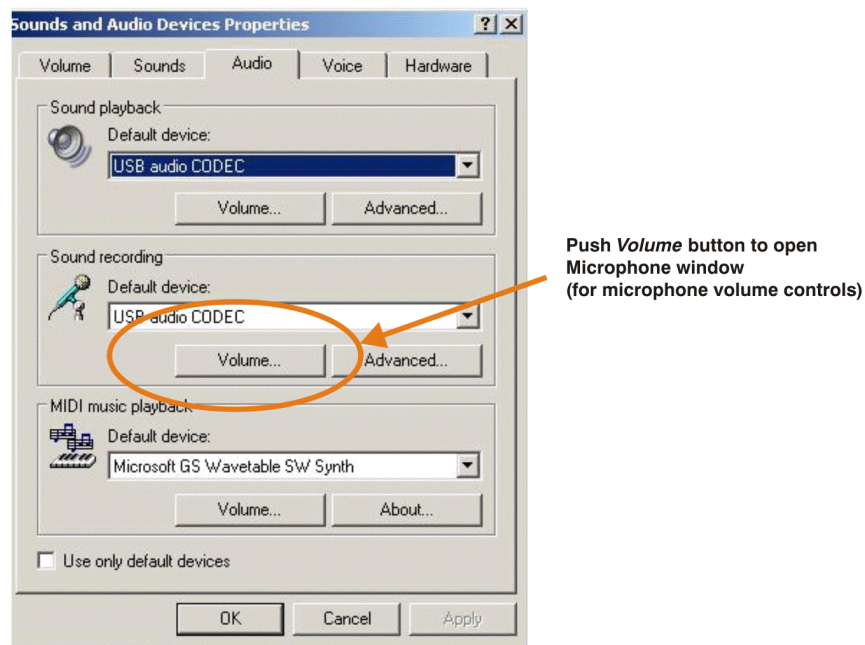 Sounds and Audio Devices Properties
Volume Sounds Audio Voice Hardware
Sound playback
Default device:
USB audio CODEC
Volume... Advanced...
Sound recording
Default device:
USB audio CODEC
Volume... Advanced...
MIDI music playback
Default device:
Microsoft GS Wavetable SW Synth
Volume... About...
Use only default devices
OK Cancel Apply
Push Volume button to open
Microphone window
(for microphone volume controls)